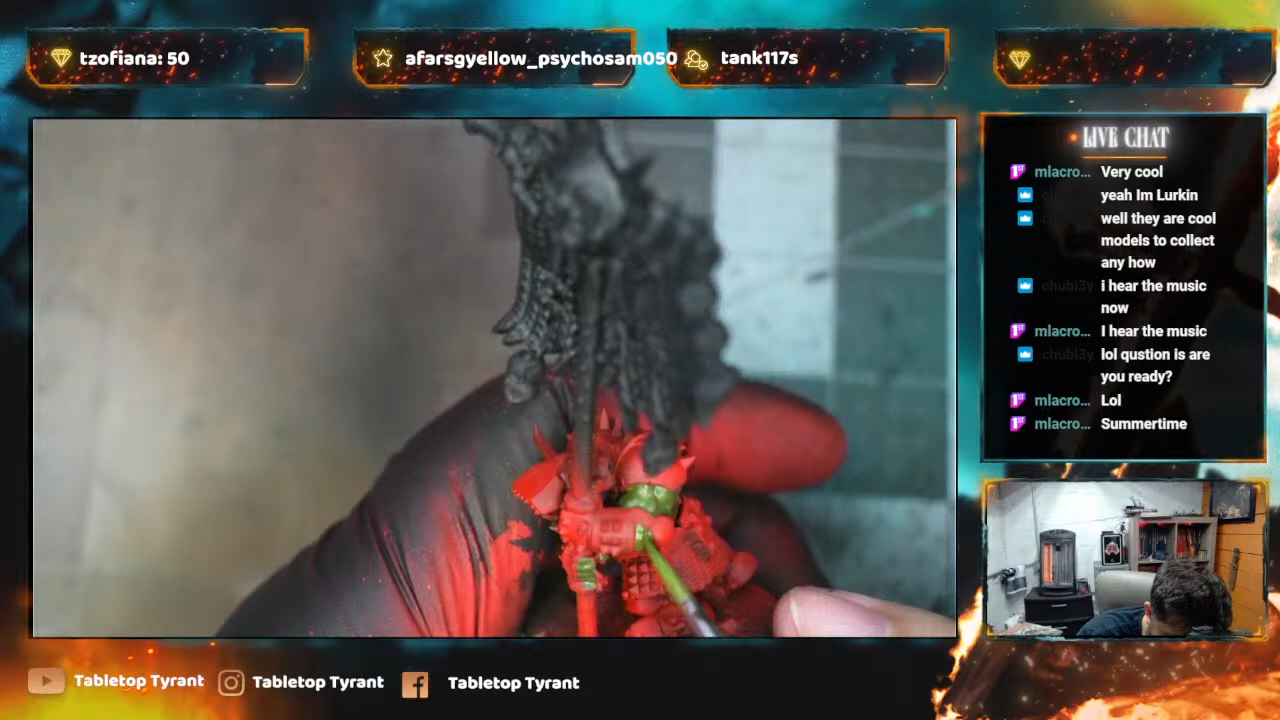 tzofiana: 50
afarsgyellow_psychosam050
tank117s
LIVE CHAT
mlacro... Very cool
yeah Im Lurkin
well they are cool
models to collect
any how
chubl3y i hear the music
now
mlacro... I hear the music
chubl3y lol qustion is are
you ready?
mlacro... Lol
mlacro... Summertime
Tabletop Tyrant
Tabletop Tyrant
Tabletop Tyrant